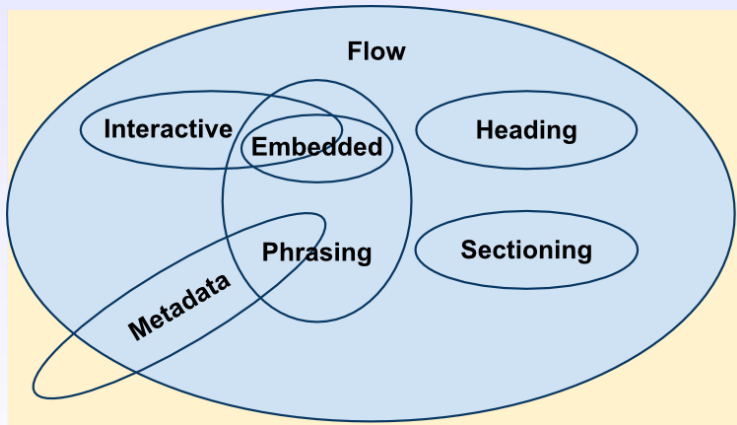 Flow
Interactive
Heading
Embedded
Phrasing
Sectioning
Metadata